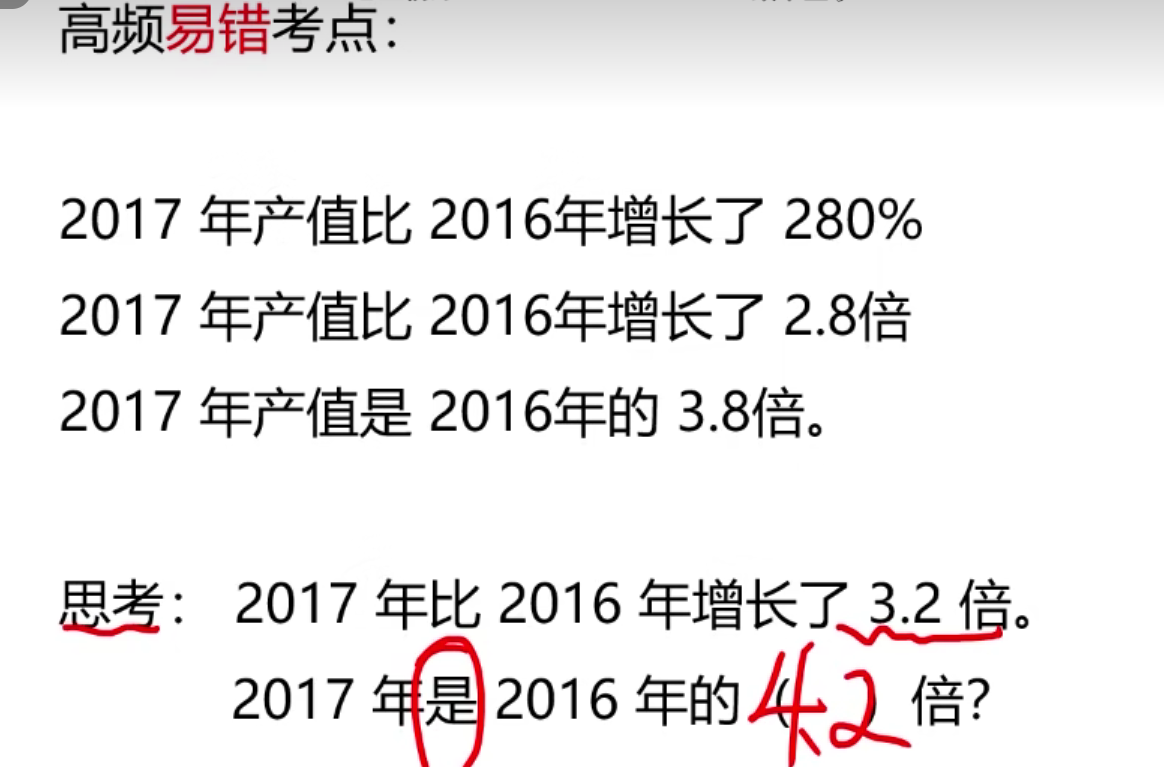 高频易错考点：
2017 年产值比 2016年增长了 280%
2017 年产值比 2016年增长了 2.8倍
2017 年产值是 2016年的 3.8倍。
思考： 2017 年比 2016 年增长了 3.2 倍。
2017 年是 2016 年的（4.2）倍？